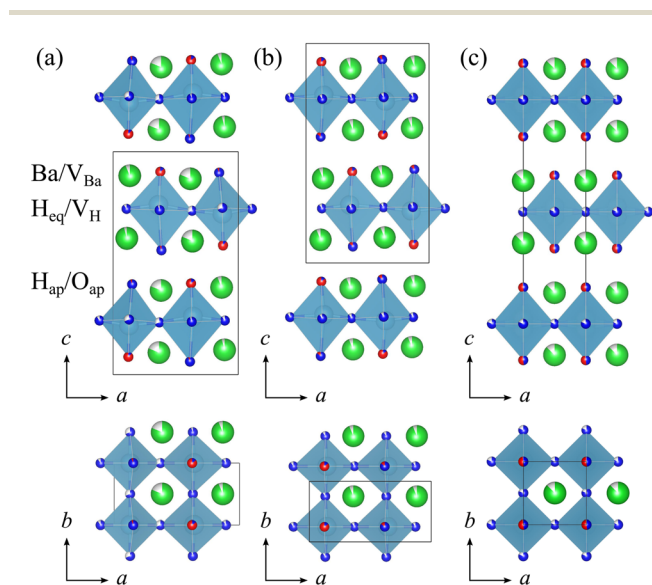 (a) (b) (c)
Ba/V_Ba
H_eq/V_H
H_ap/O_ap
c c c
a a a
b b b
a a a